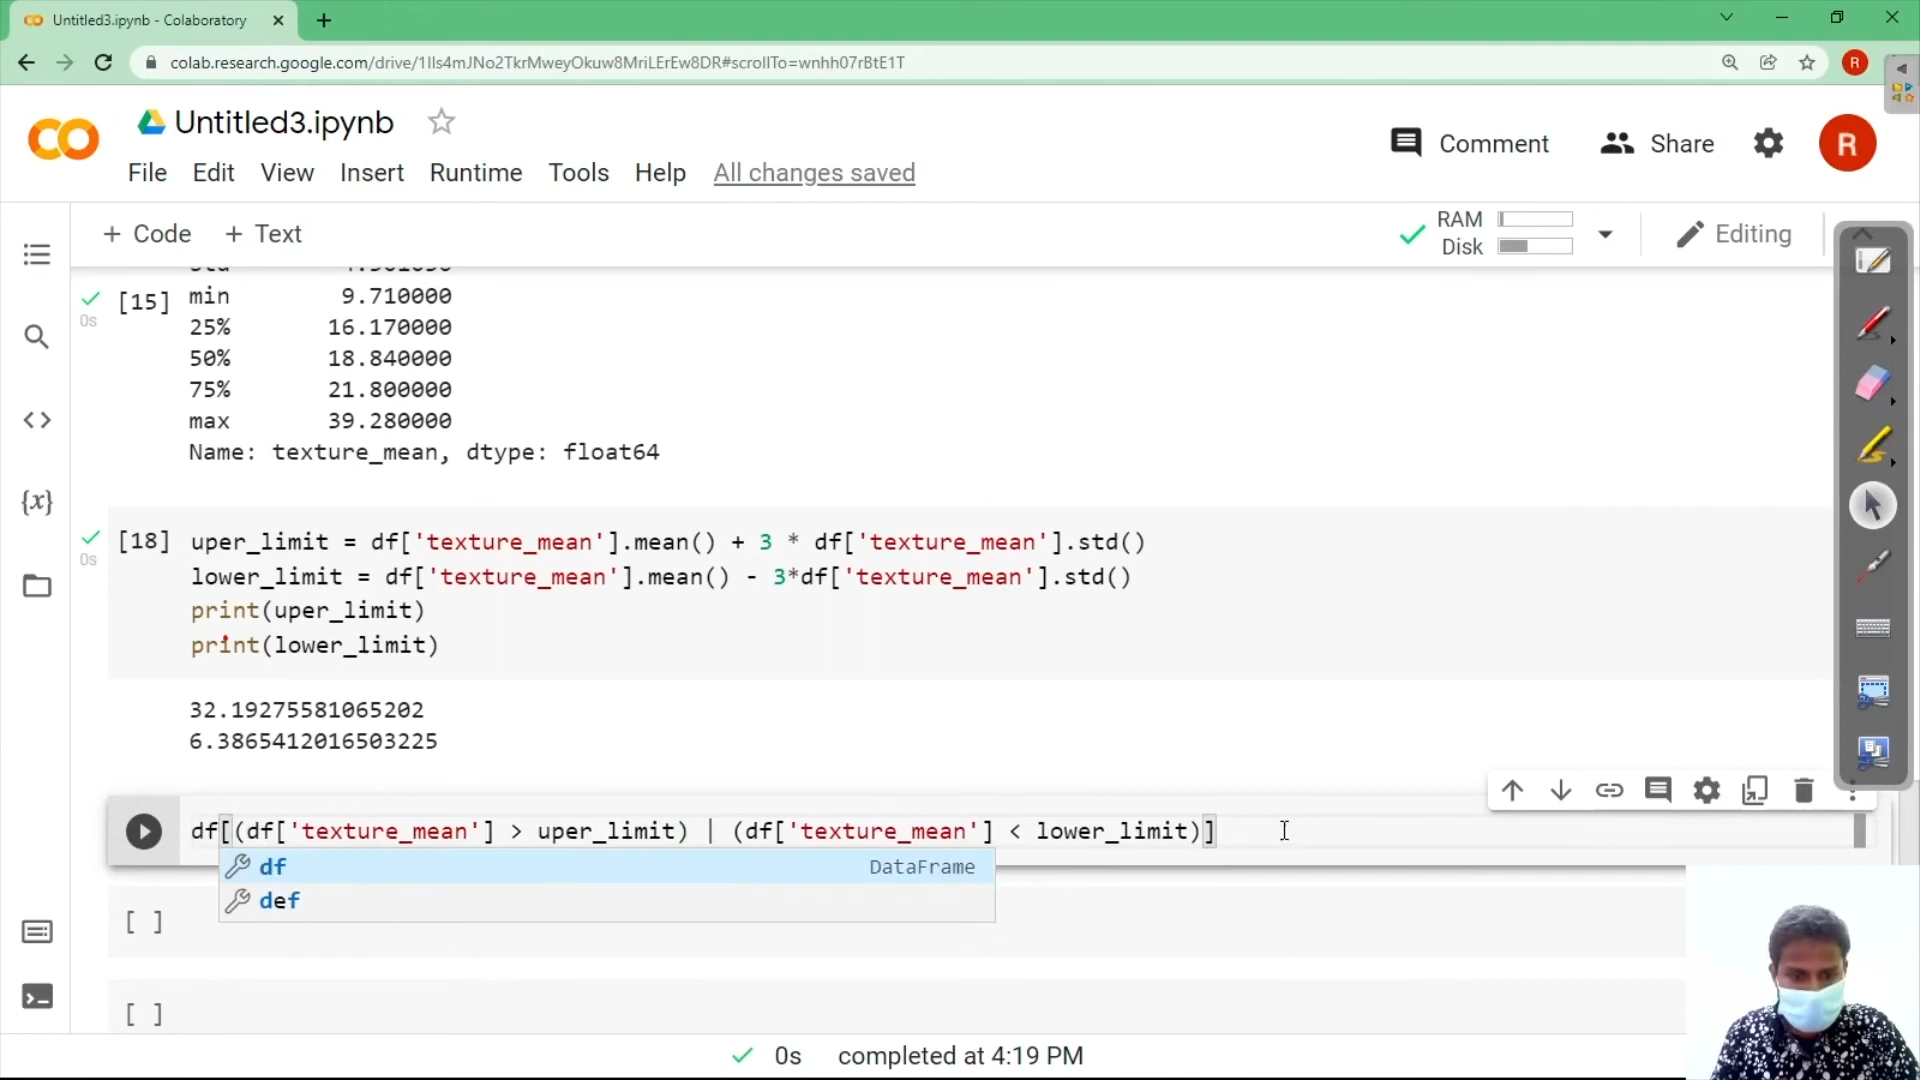 Untitled3.ipynb - Colaboratory
colab.research.google.com/drive/1Ils4mJNo2TkrMweyOkuw8MriLErEw8DR#scrollTo=wnhh07rBtE1T
R
Untitled3.ipynb
Comment
Share
R
File Edit View Insert Runtime Tools Help All changes saved
+ Code + Text
RAM
Disk
Editing
[15]
0s
min 9.710000
25% 16.170000
50% 18.840000
75% 21.800000
max 39.280000
Name: texture_mean, dtype: float64
[18] uper_limit = df['texture_mean'].mean() + 3 * df['texture_mean'].std()
0s
lower_limit = df['texture_mean'].mean() - 3*df['texture_mean'].std()
print(uper_limit)
print(lower_limit)
32.19275581065202
6.3865412016503225
df[(df['texture_mean'] > uper_limit) | (df['texture_mean'] < lower_limit)]
df DataFrame
def
[ ]
[ ]
0s completed at 4:19 PM